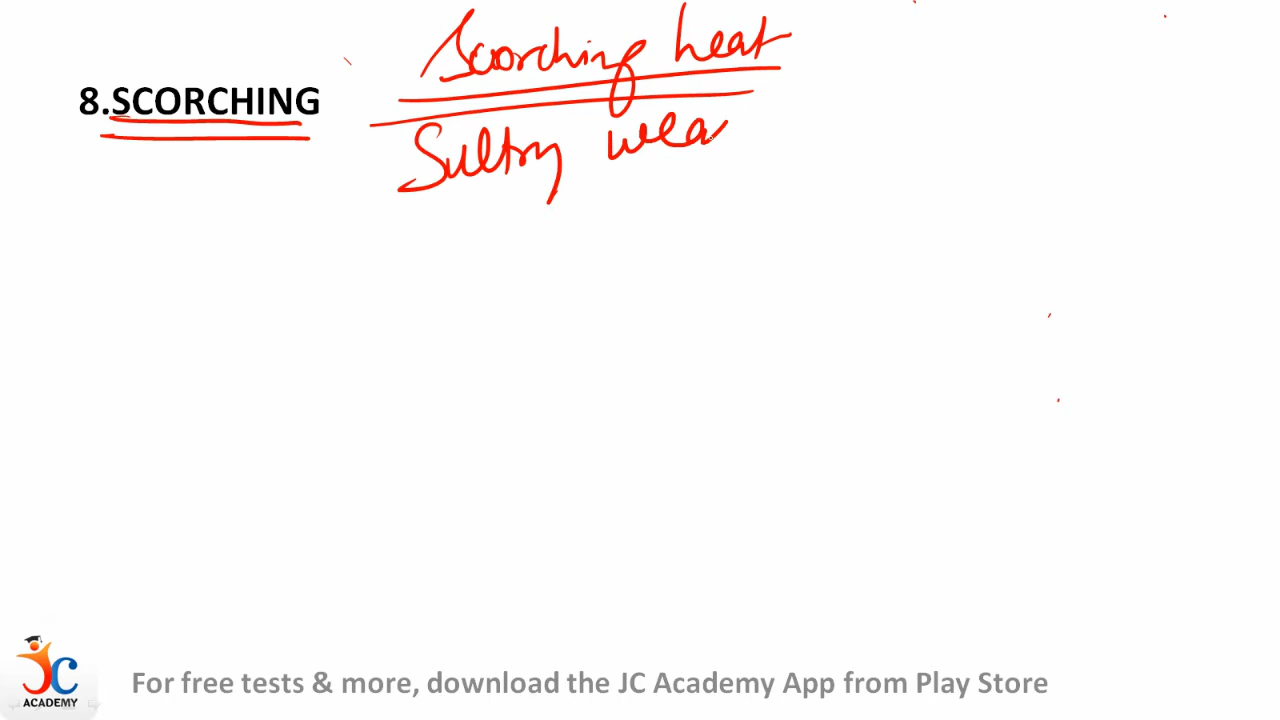 Scorching heat
8.SCORCHING
Sultry wea
JC
ACADEMY
For free tests & more, download the JC Academy App from Play Store